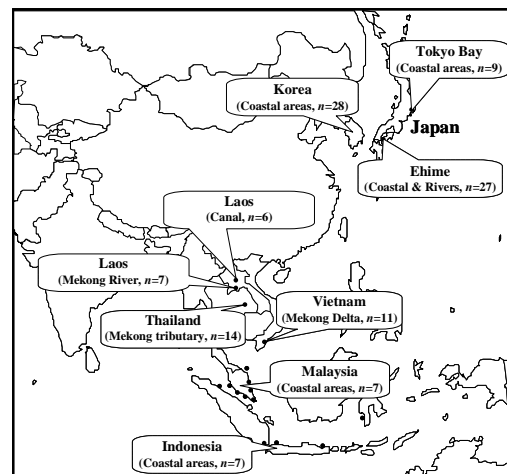 Tokyo Bay
(Coastal areas, n=9)
Korea
(Coastal areas, n=28)
Japan
Ehime
(Coastal & Rivers, n=27)
Laos
(Canal, n=6)
Laos
(Mekong River, n=7)
Vietnam
(Mekong Delta, n=11)
Thailand
(Mekong tributary, n=14)
Malaysia
(Coastal areas, n=7)
Indonesia
(Coastal areas, n=7)